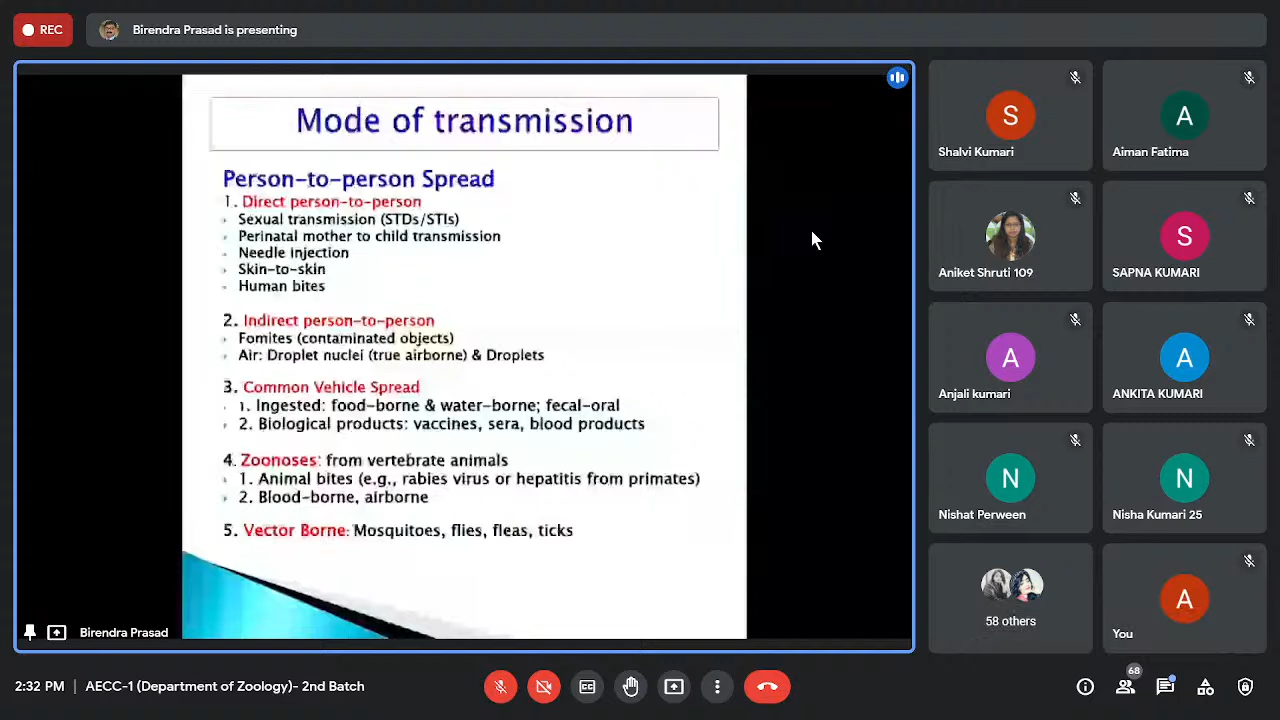 REC
Birendra Prasad is presenting
Mode of transmission
Person-to-person Spread
1. Direct person-to-person
Sexual transmission (STDs/STIs)
Perinatal mother to child transmission
Needle injection
Skin-to-skin
Human bites
2. Indirect person-to-person
Fomites (contaminated objects)
Air: Droplet nuclei (true airborne) & Droplets
3. Common Vehicle Spread
1. Ingested: food-borne & water-borne; fecal-oral
2. Biological products: vaccines, sera, blood products
4. Zoonoses: from vertebrate animals
1. Animal bites (e.g., rabies virus or hepatitis from primates)
2. Blood-borne, airborne
5. Vector Borne: Mosquitoes, flies, fleas, ticks
Birendra Prasad
S
Shalvi Kumari
A
Aiman Fatima
Aniket Shruti 109
S
SAPNA KUMARI
A
Anjali kumari
A
ANKITA KUMARI
N
Nishat Perween
N
Nisha Kumari 25
58 others
A
You
2:32 PM | AECC-1 (Department of Zoology)- 2nd Batch
CC
68